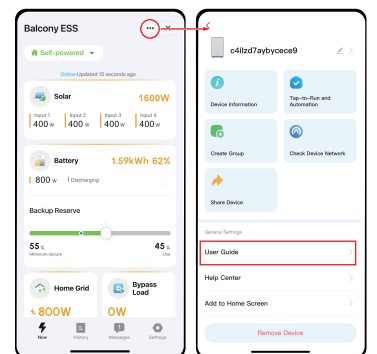 Balcony ESS
Self-powered
Online·Updated 15 seconds ago
Solar
1600W
Input 1
Input 2
Input 3
Input 4
400 w
400 w
400 w
400 w
Battery
1.59kWh 62%
800 w
Discharging
Backup Reserve
55 %
45 %
Minimum secure
Use
Home Grid
Bypass
Load
800W
0W
Now
History
Messages
Settings
c4ilzd7aybycece9
Device Information
Tap-to-Run and
Automation
Create Group
Check Device Network
Share Device
General Settings
User Guide
Help Center
Add to Home Screen
Remove Device